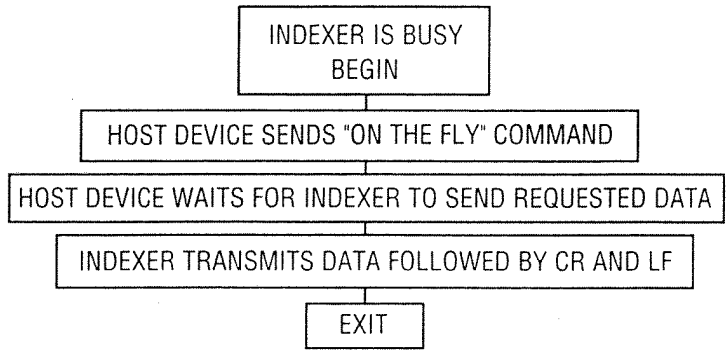 INDEXER IS BUSY
BEGIN
HOST DEVICE SENDS "ON THE FLY" COMMAND
HOST DEVICE WAITS FOR INDEXER TO SEND REQUESTED DATA
INDEXER TRANSMITS DATA FOLLOWED BY CR AND LF
EXIT